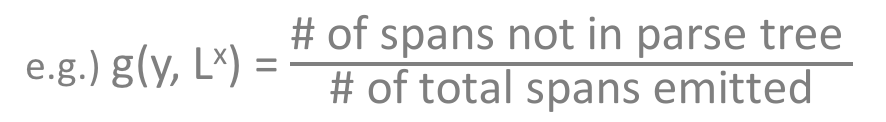 # of spans not in parse tree
e.g.) g(y, Lˣ) =
# of total spans emitted